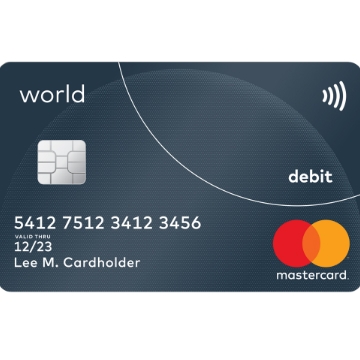 world
debit
5412 7512 3412 3456
VALID THRU
12/23
Lee M. Cardholder
mastercard.